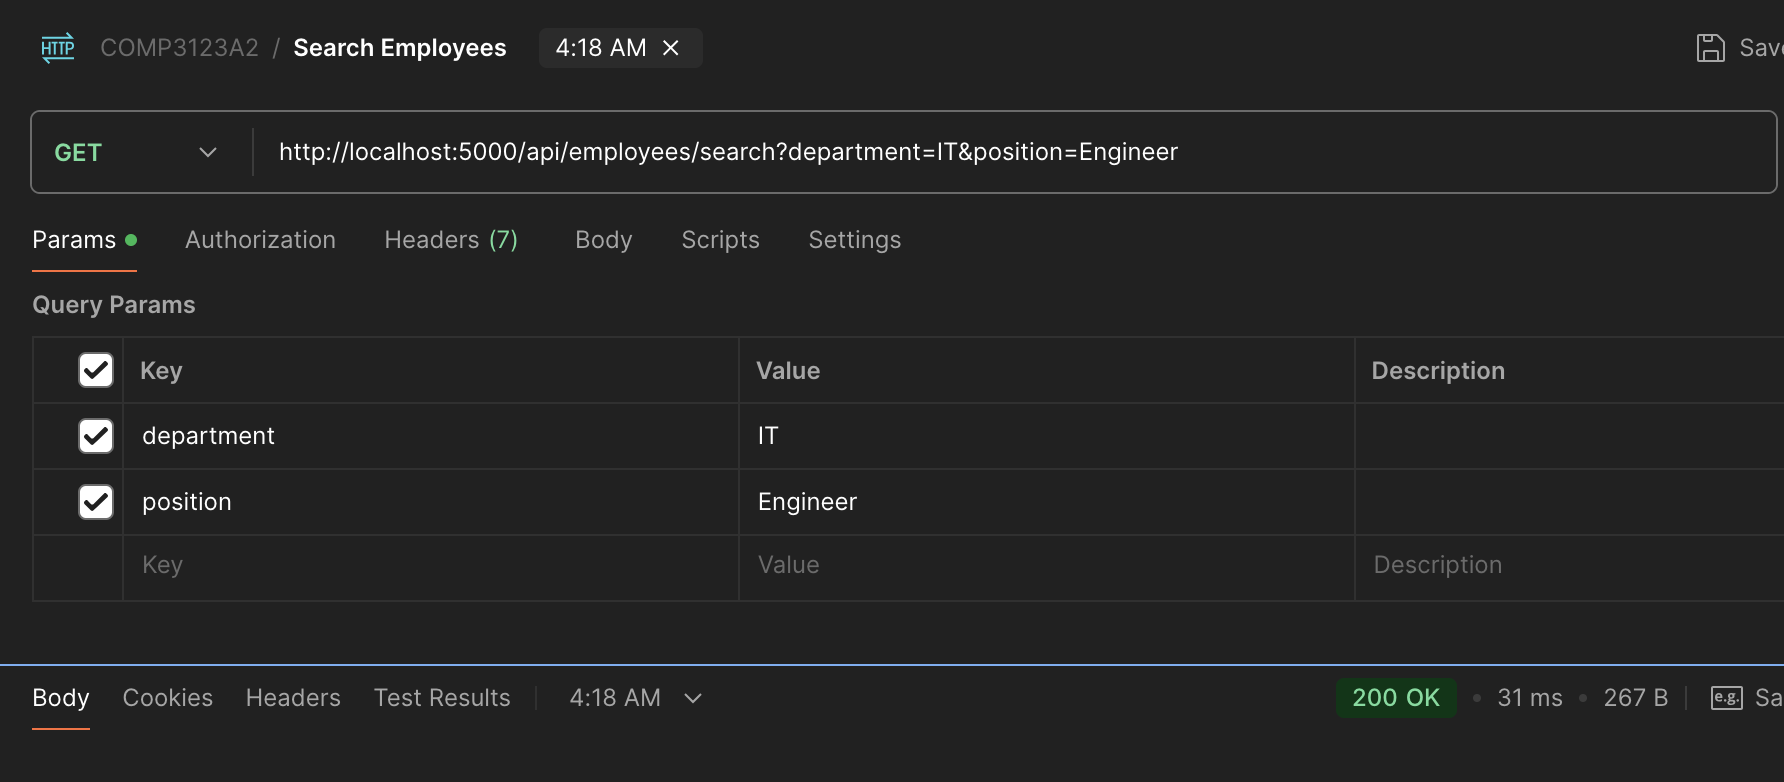 HTTP COMP3123A2 / Search Employees 4:18 AM Save
GET http://localhost:5000/api/employees/search?department=IT&position=Engineer
Params Authorization Headers (7) Body Scripts Settings
Query Params
Key Value Description
department IT
position Engineer
Key Value Description
Body Cookies Headers Test Results 4:18 AM 200 OK 31 ms 267 B e.g. Sa